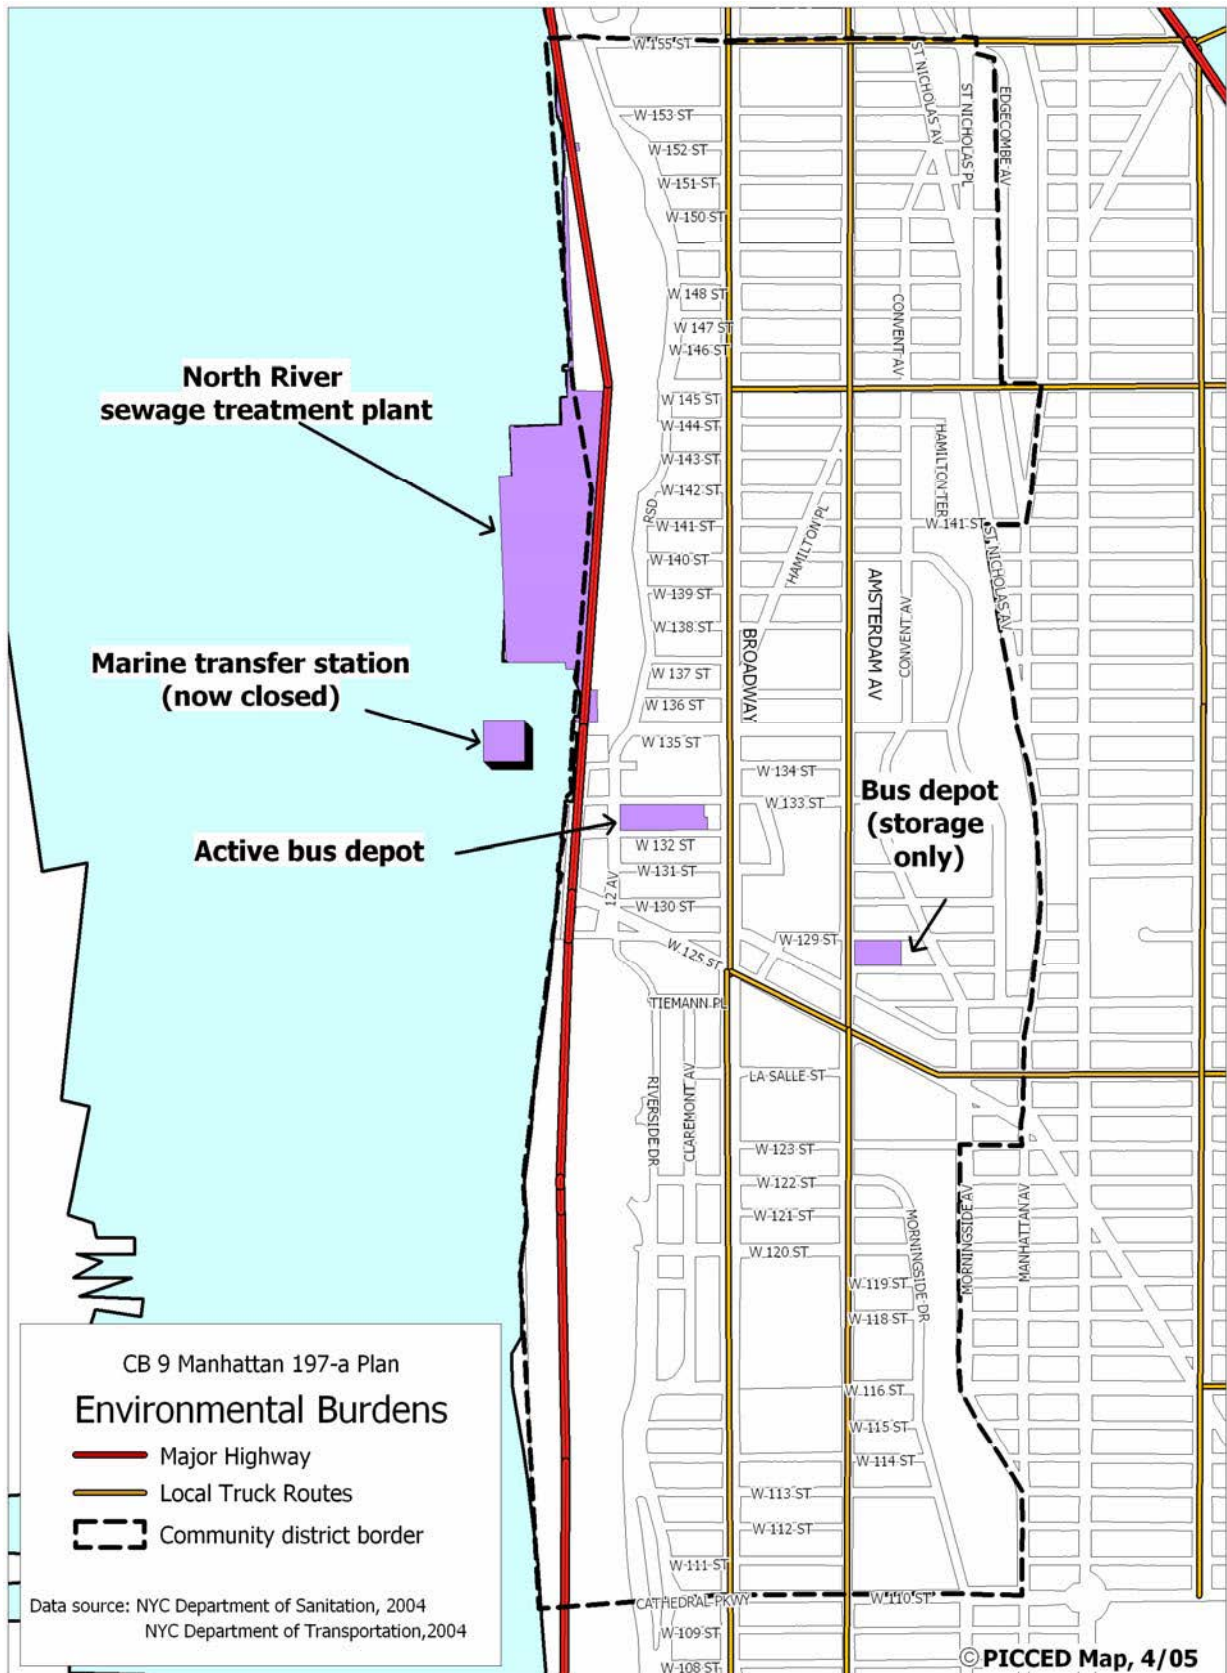 W 155 ST
ST NICHOLAS AV
ST NICHOLAS PL
EDGECOMBE AV
W 153 ST
W 152 ST
W 151 ST
W 150 ST
W 148 ST
CONVENT AV
W 147 ST
W 146 ST
North River
sewage treatment plant
W 145 ST
W 144 ST
HAMILTON TER
W 143 ST
W 142 ST
RSD
W 141 ST
HAMILTON PL
W 141 ST
ST NICHOLAS AV
W 140 ST
W 139 ST
AMSTERDAM AV
CONVENT AV
W 138 ST
BROADWAY
Marine transfer station
(now closed)
W 137 ST
W 136 ST
W 135 ST
W 134 ST
W 133 ST
Bus depot
(storage
only)
Active bus depot
W 132 ST
W 131 ST
12 AV
W 130 ST
W 129 ST
W 125 ST
TIEMANN PL
LA SALLE ST
RIVERSIDE DR
CLAREMONT AV
W 123 ST
W 122 ST
W 121 ST
MORNINGSIDE DR
MORNINGSIDE AV
MANHATTAN AV
W 120 ST
W 119 ST
W 118 ST
W 116 ST
W 115 ST
W 114 ST
W 113 ST
W 112 ST
W 111 ST
CATHEDRAL PKWY
W 110 ST
W 109 ST
W 108 ST
CB 9 Manhattan 197-a Plan
Environmental Burdens
Major Highway
Local Truck Routes
Community district border
Data source: NYC Department of Sanitation, 2004
NYC Department of Transportation,2004
© PICCED Map, 4/05